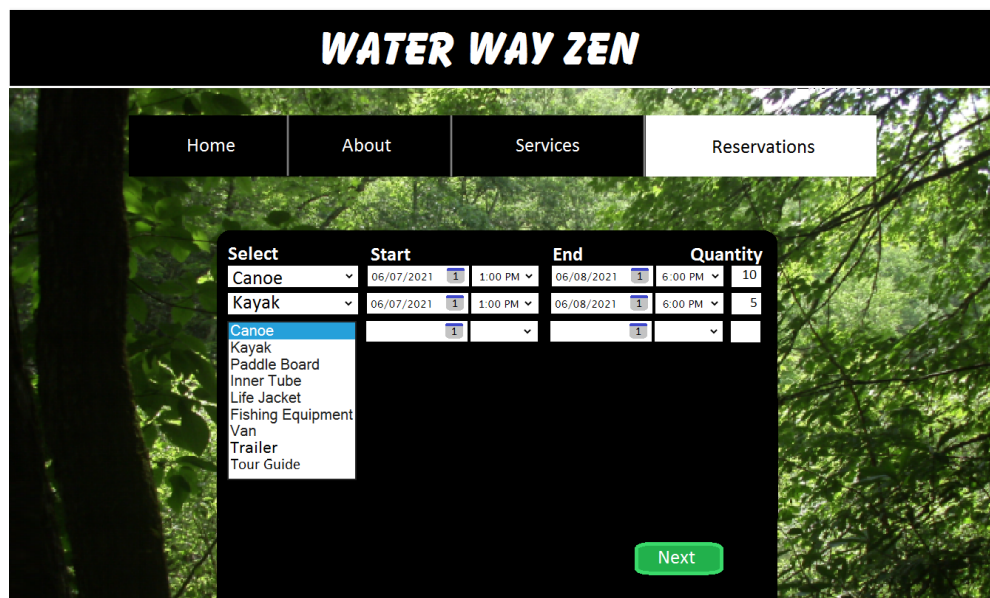 WATER WAY ZEN
Home About Services Reservations
Select Start End Quantity
Canoe 06/07/2021 1 1:00 PM 06/08/2021 1 6:00 PM 10
Kayak 06/07/2021 1 1:00 PM 06/08/2021 1 6:00 PM 5
Canoe 1 1
Kayak
Paddle Board
Inner Tube
Life Jacket
Fishing Equipment
Van
Trailer
Tour Guide
Next